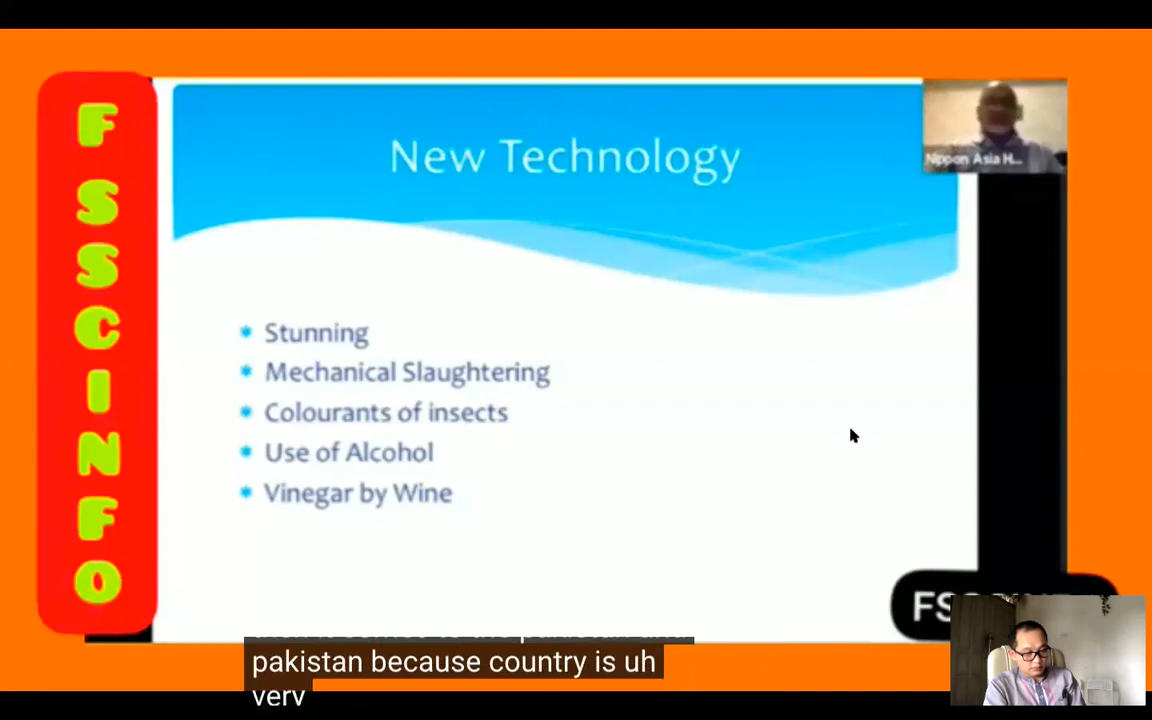 F
S
S
C
I
N
F
O
New Technology
Nippon Asia H...
Stunning
Mechanical Slaughtering
Colourants of insects
Use of Alcohol
Vinegar by Wine
pakistan because country is uh
very